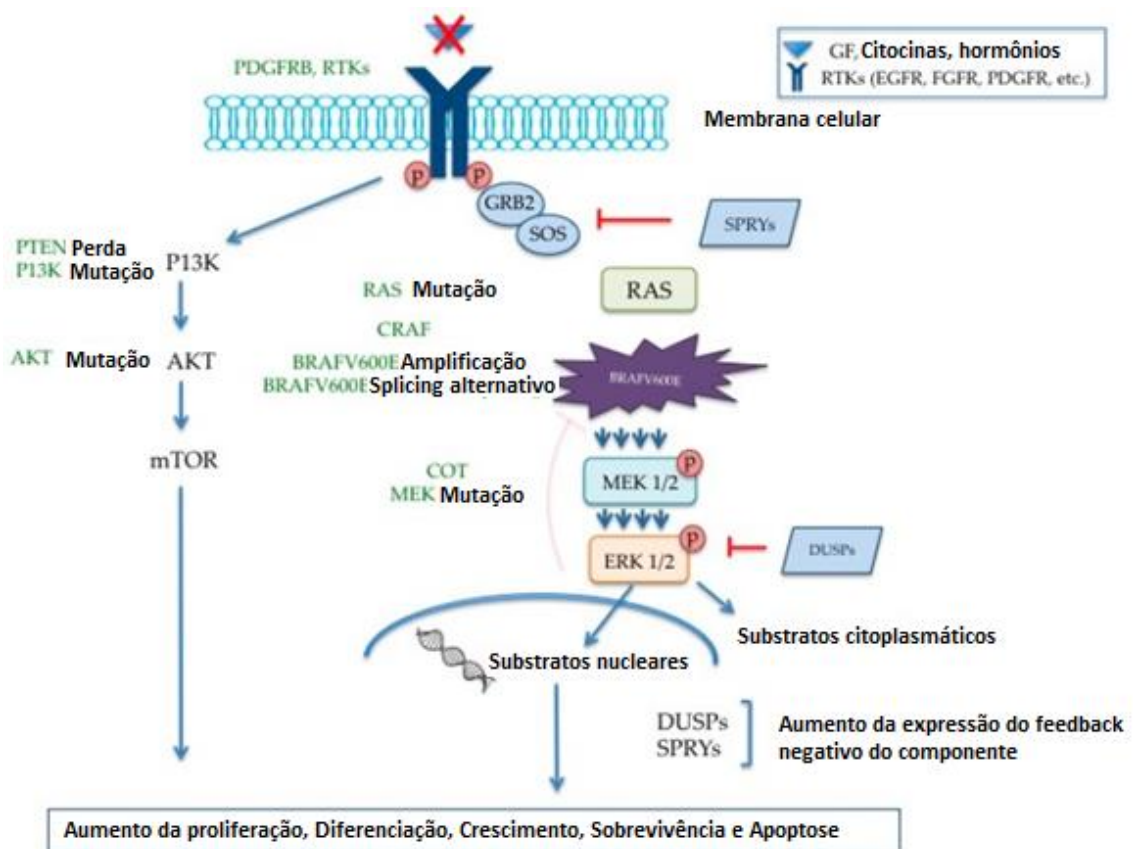 GF, Citocinas, hormônios
RTKs (EGFR, FGFR, PDGFR, etc.)
PDGFRB, RTKs
Membrana celular
P
P
GRB2
SOS
SPRYs
PTEN Perda
P13K Mutação
P13K
RAS Mutação
RAS
CRAF
BRAFV600E Amplificação
BRAFV600E Splicing alternativo
BRAFV600E
AKT Mutação
AKT
mTOR
COT
MEK Mutação
MEK 1/2
P
ERK 1/2
P
DUSPs
Substratos citoplasmáticos
Substratos nucleares
DUSPs
SPRYs
Aumento da expressão do feedback
negativo do componente
Aumento da proliferação, Diferenciação, Crescimento, Sobrevivência e Apoptose